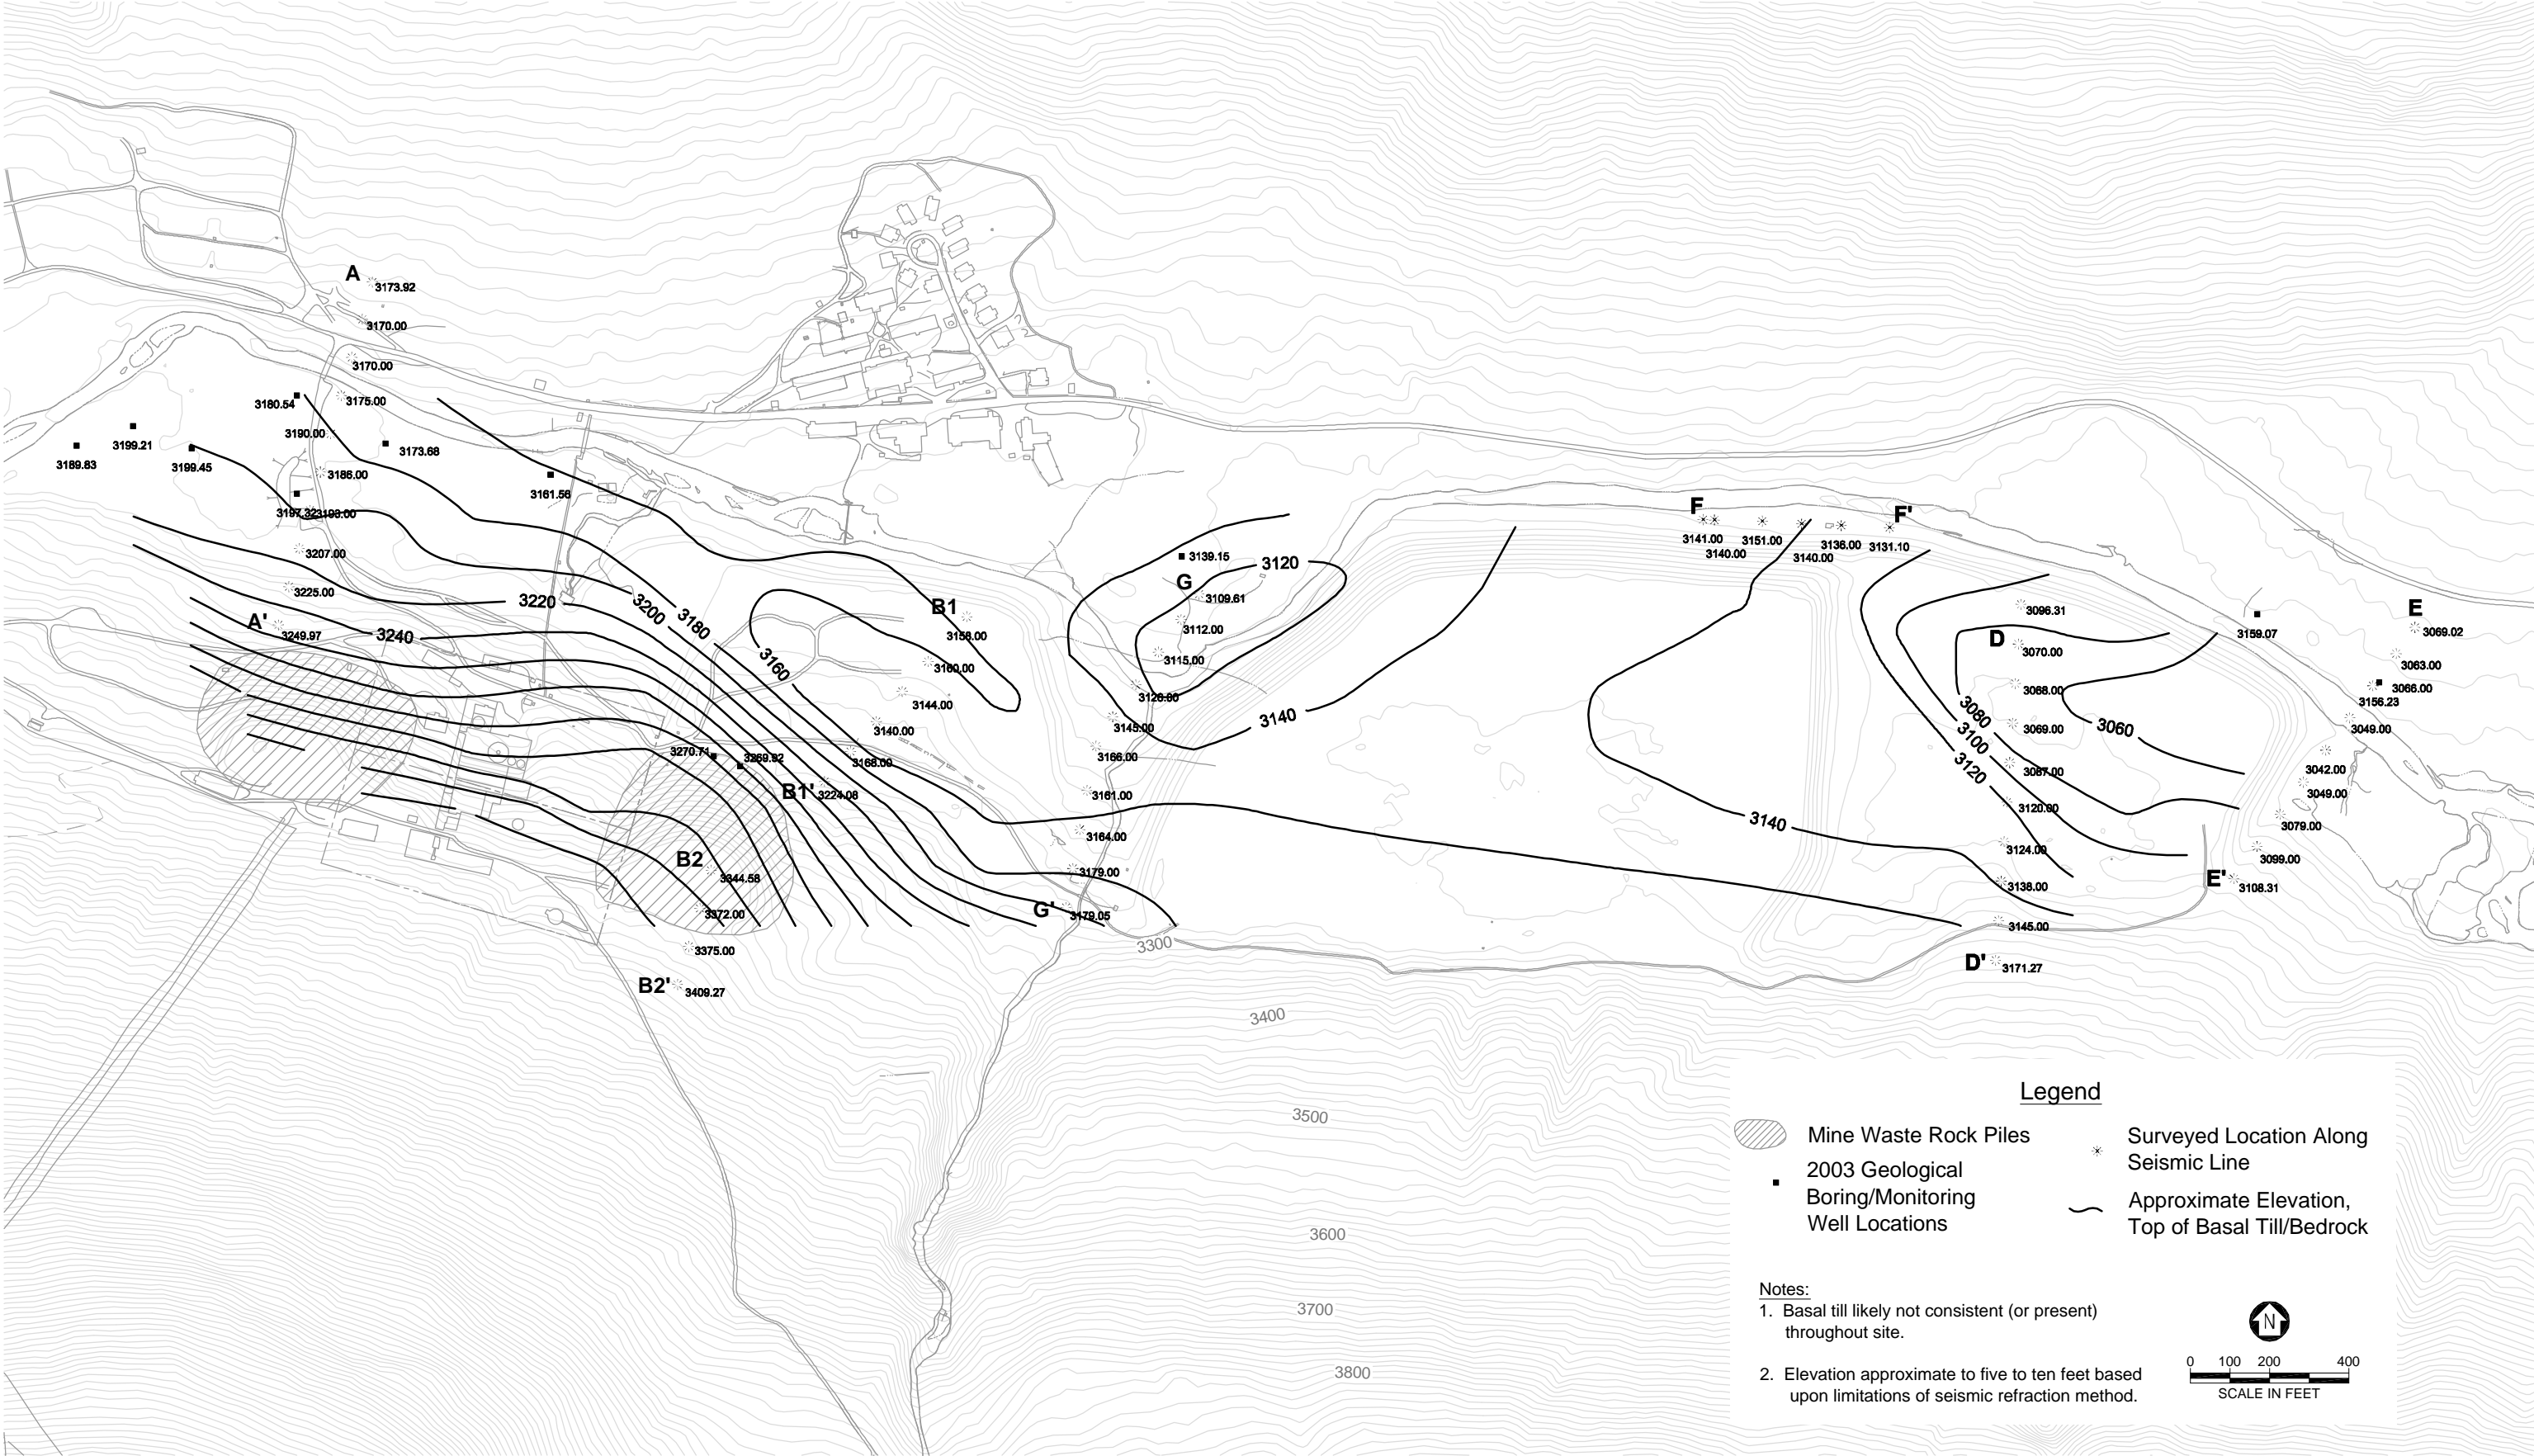 A
3173.92
3170.00
3170.00
3180.54
3175.00
3190.00
3199.21
3173.68
3189.83
3199.45
3186.00
3161.56
3197.32
3193.00
F
F'
3141.00
3140.00
3151.00
3140.00
3136.00
3131.10
3207.00
3139.15
3120
G
3225.00
3109.61
3220
3200
B1
3096.31
E
A'
3249.97
3240
3180
3158.00
3112.00
D
3159.07
3069.02
3070.00
3160
3160.00
3115.00
3063.00
3144.00
3120.00
3068.00
3066.00
3156.23
3140.00
3145.00
3140
3080
3069.00
3060
3049.00
3270.71
3269.92
3168.00
3166.00
3100
3120
3067.00
3042.00
B1'
3224.08
3161.00
3049.00
3120.00
3164.00
3140
3079.00
3124.00
B2
3344.58
3179.00
3099.00
3138.00
E'
3108.31
3372.00
G'
3179.05
3145.00
3375.00
3300
D'
3171.27
B2'
3409.27
3400
3500
3600
3700
3800
Legend
Mine Waste Rock Piles
2003 Geological
Boring/Monitoring
Well Locations
Surveyed Location Along
Seismic Line
Approximate Elevation,
Top of Basal Till/Bedrock
Notes:
1. Basal till likely not consistent (or present)
throughout site.
2. Elevation approximate to five to ten feet based
upon limitations of seismic refraction method.
N
0 100 200 400
SCALE IN FEET